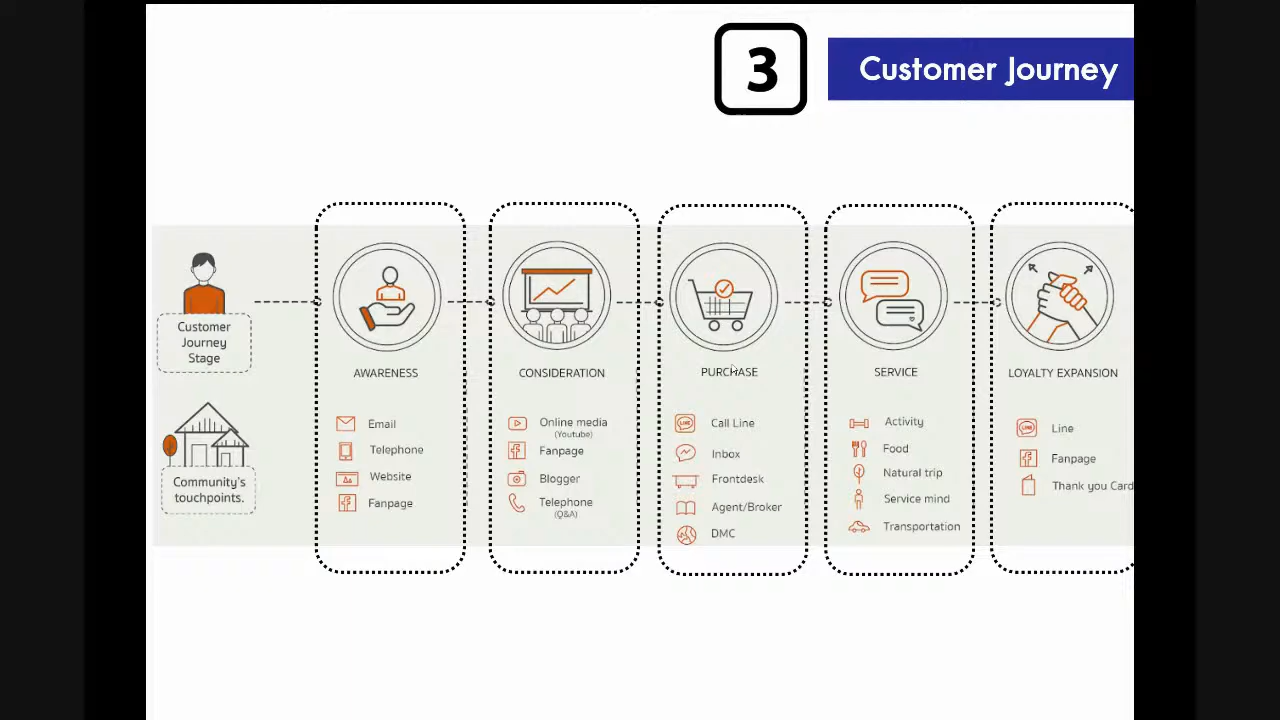 3
Customer Journey
Customer
Journey
Stage
AWARENESS
CONSIDERATION
PURCHASE
SERVICE
LOYALTY EXPANSION
Community's
touchpoints.
Email
Telephone
Website
Fanpage
Online media
(Youtube)
Fanpage
Blogger
Telephone
(Q&A)
LINE
Call Line
Inbox
Frontdesk
Agent/Broker
DMC
Activity
Food
Natural trip
Service mind
Transportation
LINE
Line
Fanpage
Thank you Card